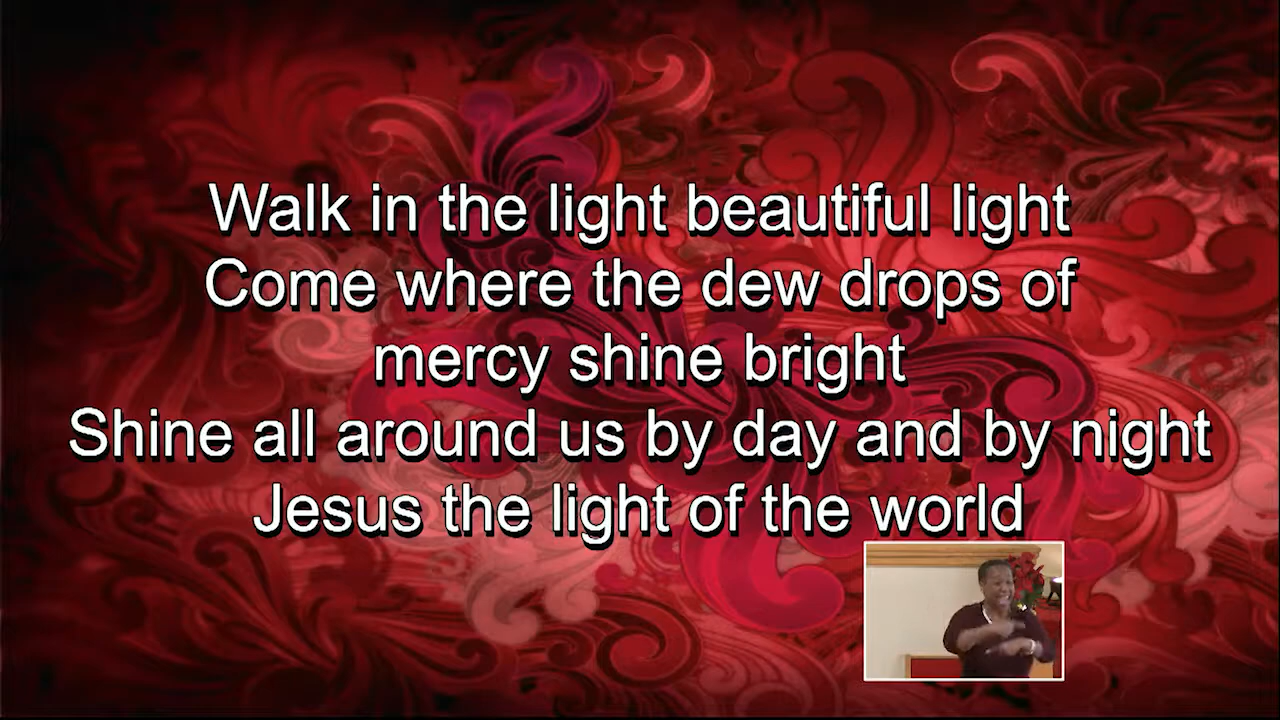 Walk in the light beautiful light
Come where the dew drops of
mercy shine bright
Shine all around us by day and by night
Jesus the light of the world